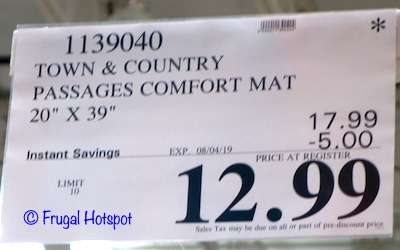 *
1139040
TOWN & COUNTRY
PASSAGES COMFORT MAT
20" X 39"
17.99
-5.00
Instant Savings EXP. 08/04/19 PRICE AT REGISTER
LIMIT
10
12.99
Sales Tax may be due on all or part of pre-discount price
© Frugal Hotspot